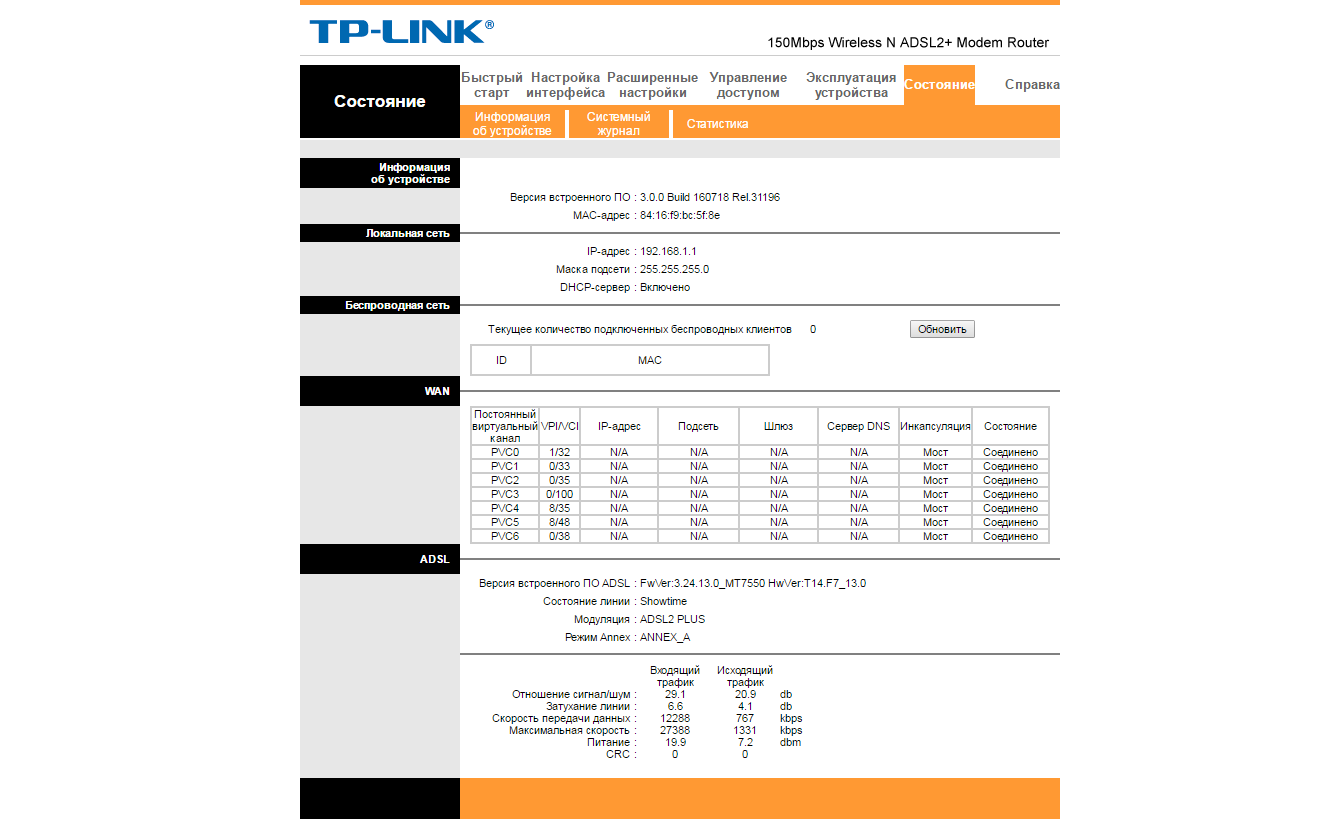 TP-LINK®
150Mbps Wireless N ADSL2+ Modem Router
Состояние
Быстрый старт
Настройка интерфейса
Расширенные настройки
Управление доступом
Эксплуатация устройства
Состояние
Справка
Информация об устройстве
Системный журнал
Статистика
Информация
об устройстве
Версия встроенного ПО : 3.0.0 Build 160718 Rel.31196
MAC-адрес : 84:16:f9:bc:5f:8e
Локальная сеть
IP-адрес : 192.168.1.1
Маска подсети : 255.255.255.0
DHCP-сервер : Включено
Беспроводная сеть
Текущее количество подключенных беспроводных клиентов 0 Обновить
ID MAC
WAN
Постоянный виртуальный канал VPI/VCI IP-адрес Подсеть Шлюз Сервер DNS Инкапсуляция Состояние
PVC0 1/32 N/A N/A N/A N/A Мост Соединено
PVC1 0/33 N/A N/A N/A N/A Мост Соединено
PVC2 0/35 N/A N/A N/A N/A Мост Соединено
PVC3 0/100 N/A N/A N/A N/A Мост Соединено
PVC4 8/35 N/A N/A N/A N/A Мост Соединено
PVC5 8/48 N/A N/A N/A N/A Мост Соединено
PVC6 0/38 N/A N/A N/A N/A Мост Соединено
ADSL
Версия встроенного ПО ADSL : FwVer:3.24.13.0_MT7550 HwVer:T14.F7_13.0
Состояние линии : Showtime
Модуляция : ADSL2 PLUS
Режим Annex : ANNEX_A
Входящий трафик Исходящий трафик
Отношение сигнал/шум : 29.1 20.9 db
Затухание линии : 6.6 4.1 db
Скорость передачи данных : 12288 767 kbps
Максимальная скорость : 27388 1331 kbps
Питание : 19.9 7.2 dbm
CRC : 0 0